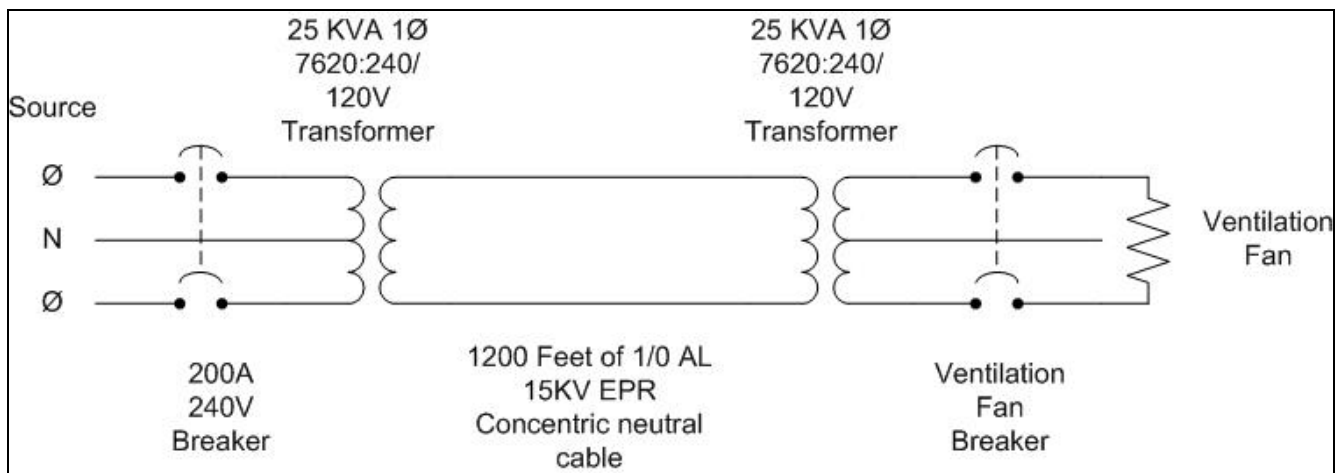 25 KVA 1Ø
7620:240/
120V
Transformer
25 KVA 1Ø
7620:240/
120V
Transformer
Source
Ø
N
Ø
Ventilation
Fan
200A
240V
Breaker
1200 Feet of 1/0 AL
15KV EPR
Concentric neutral
cable
Ventilation
Fan
Breaker